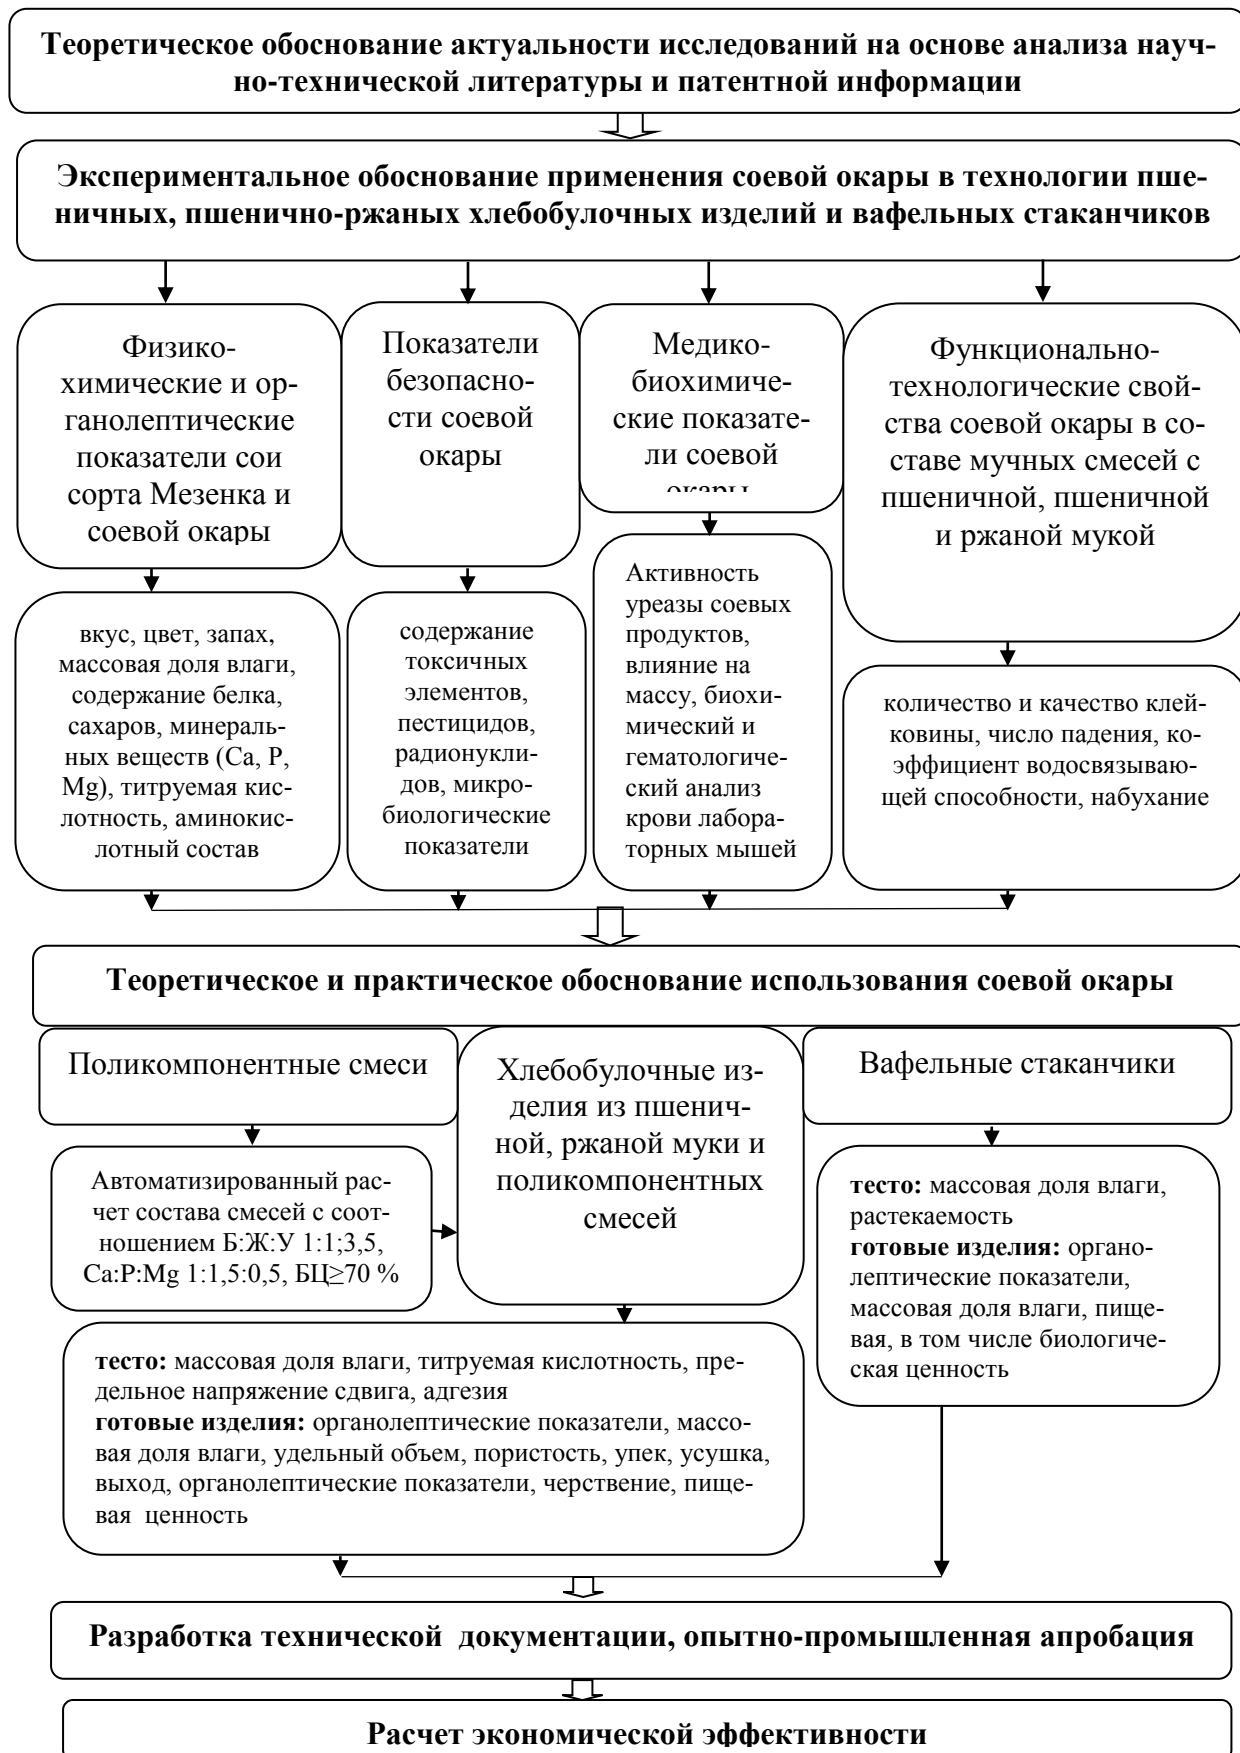 Теоретическое обоснование актуальности исследований на основе анализа науч-
но-технической литературы и патентной информации
Экспериментальное обоснование применения соевой окары в технологии пше-
ничных, пшенично-ржаных хлебобулочных изделий и вафельных стаканчиков
Физико-
химические и ор-
ганолептические
показатели сои
сорта Мезенка и
соевой окары
Показатели
безопасно-
сти соевой
окары
Медико-
биохимиче-
ские показате-
ли соевой
окары
Функционально-
технологические свой-
ства соевой окары в со-
ставе мучных смесей с
пшеничной, пшеничной
и ржаной мукой
вкус, цвет, запах,
массовая доля влаги,
содержание белка,
сахаров, минераль-
ных веществ (Ca, P,
Mg), титруемая кис-
лотность, аминокис-
лотный состав
содержание
токсичных
элементов,
пестицидов,
радионукли-
дов, микро-
биологические
показатели
Активность
уреазы соевых
продуктов,
влияние на
массу, биохи-
мический и
гематологиче-
ский анализ
крови лабора-
торных мышей
количество и качество клей-
ковины, число падения, ко-
эффициент водосвязываю-
щей способности, набухание
Теоретическое и практическое обоснование использования соевой окары
Поликомпонентные смеси
Хлебобулочные из-
делия из пшенич-
ной, ржаной муки и
поликомпонентных
смесей
Вафельные стаканчики
Автоматизированный рас-
чет состава смесей с соот-
ношением Б:Ж:У 1:1;3,5,
Ca:P:Mg 1:1,5:0,5, БЦ≥70 %
тесто: массовая доля влаги,
растекаемость
готовые изделия: органо-
лептические показатели,
массовая доля влаги, пище-
вая, в том числе биологиче-
ская ценность
тесто: массовая доля влаги, титруемая кислотность, пре-
дельное напряжение сдвига, адгезия
готовые изделия: органолептические показатели, массо-
вая доля влаги, удельный объем, пористость, упек, усушка,
выход, органолептические показатели, черствение, пище-
вая ценность
Разработка технической документации, опытно-промышленная апробация
Расчет экономической эффективности